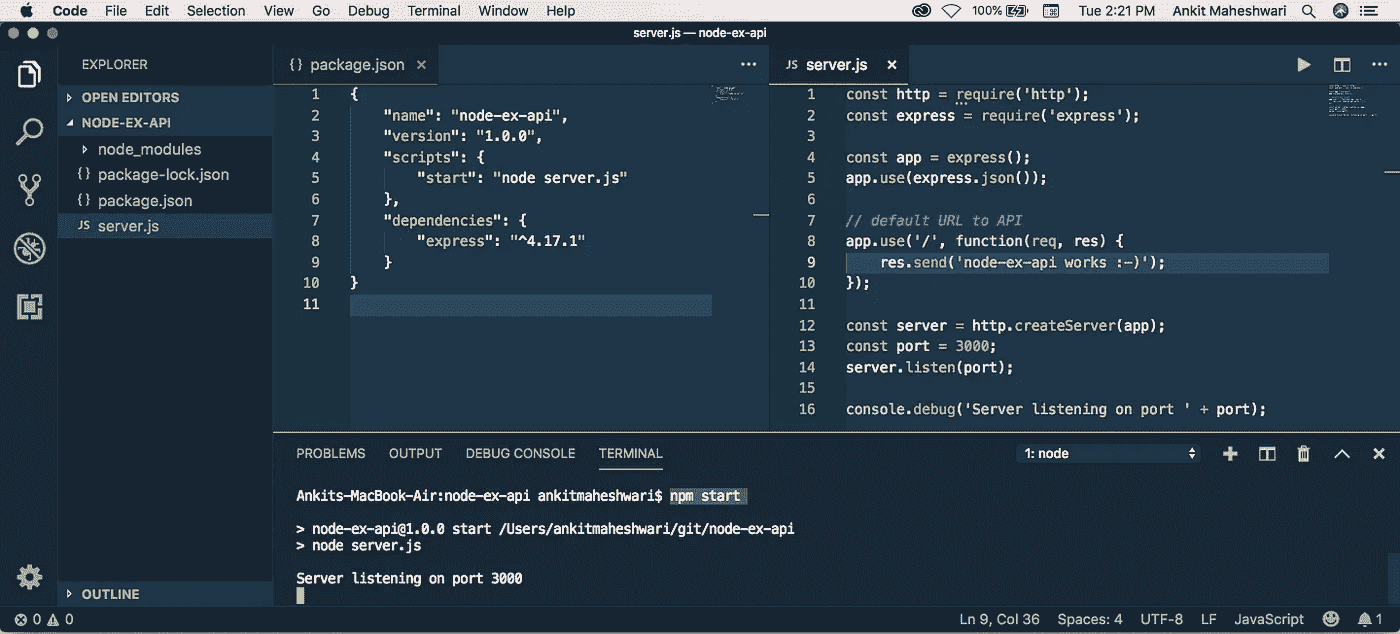 Code File Edit Selection View Go Debug Terminal Window Help 100% Tue 2:21 PM Ankit Maheshwari
server.js — node-ex-api
EXPLORER
OPEN EDITORS
NODE-EX-API
node_modules
{} package-lock.json
{} package.json
JS server.js
OUTLINE
{} package.json ×
1 {
2 "name": "node-ex-api",
3 "version": "1.0.0",
4 "scripts": {
5 "start": "node server.js"
6 },
7 "dependencies": {
8 "express": "^4.17.1"
9 }
10 }
11
JS server.js ×
1 const http = require('http');
2 const express = require('express');
3
4 const app = express();
5 app.use(express.json());
6
7 // default URL to API
8 app.use('/', function(req, res) {
9 res.send('node-ex-api works :-)');
10 });
11
12 const server = http.createServer(app);
13 const port = 3000;
14 server.listen(port);
15
16 console.debug('Server listening on port ' + port);
PROBLEMS OUTPUT DEBUG CONSOLE TERMINAL 1: node
Ankits-MacBook-Air:node-ex-api ankitmaheshwari$ npm start
> node-ex-api@1.0.0 start /Users/ankitmaheshwari/git/node-ex-api
> node server.js
Server listening on port 3000
0 0 Ln 9, Col 36 Spaces: 4 UTF-8 LF JavaScript 1